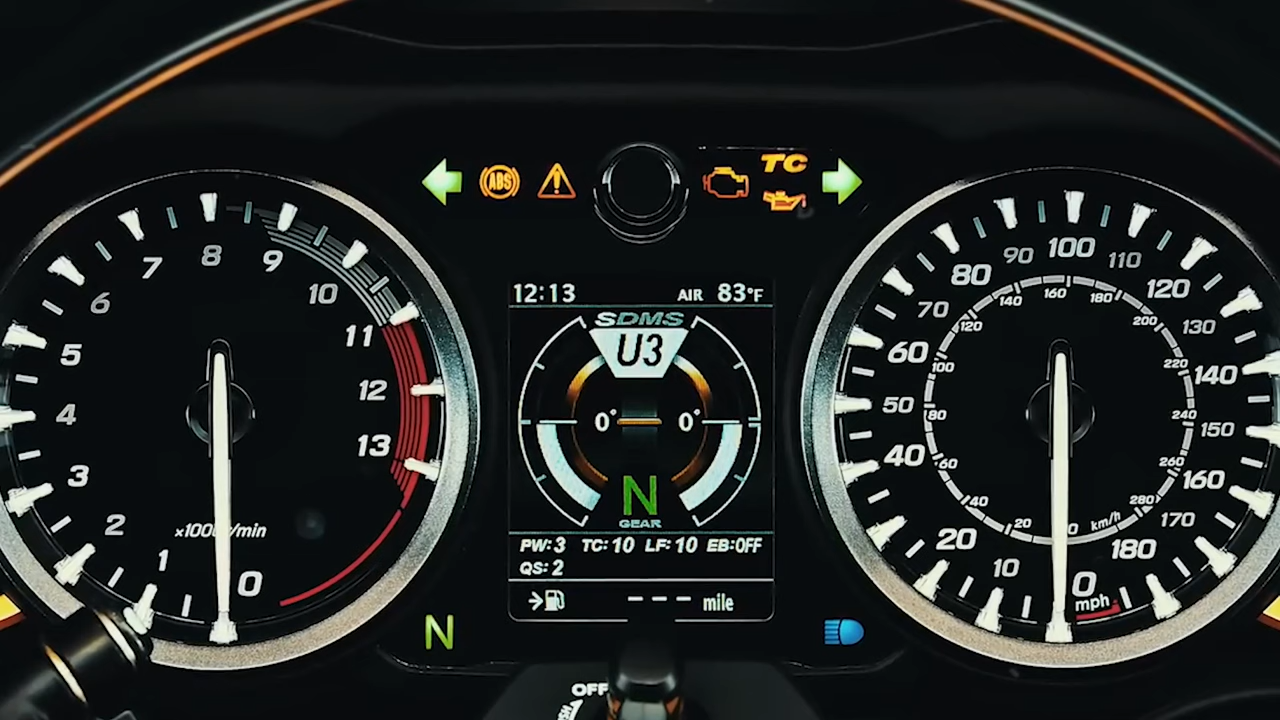 ABS
TC
12:13 AIR 83°F
SDMS
U3
0° 0°
N
GEAR
PW:3 TC:10 LF:10 EB:OFF
QS:2
--- mile
0 1 2 3 4 5 6 7 8 9 10 11 12 13
0 10 20 40 50 60 70 80 90 100 110 120 130 140 150 160 170 180
mph
0 20 40 60 80 100 120 140 160 180 200 220 240 260 280
km/h
N
OFF